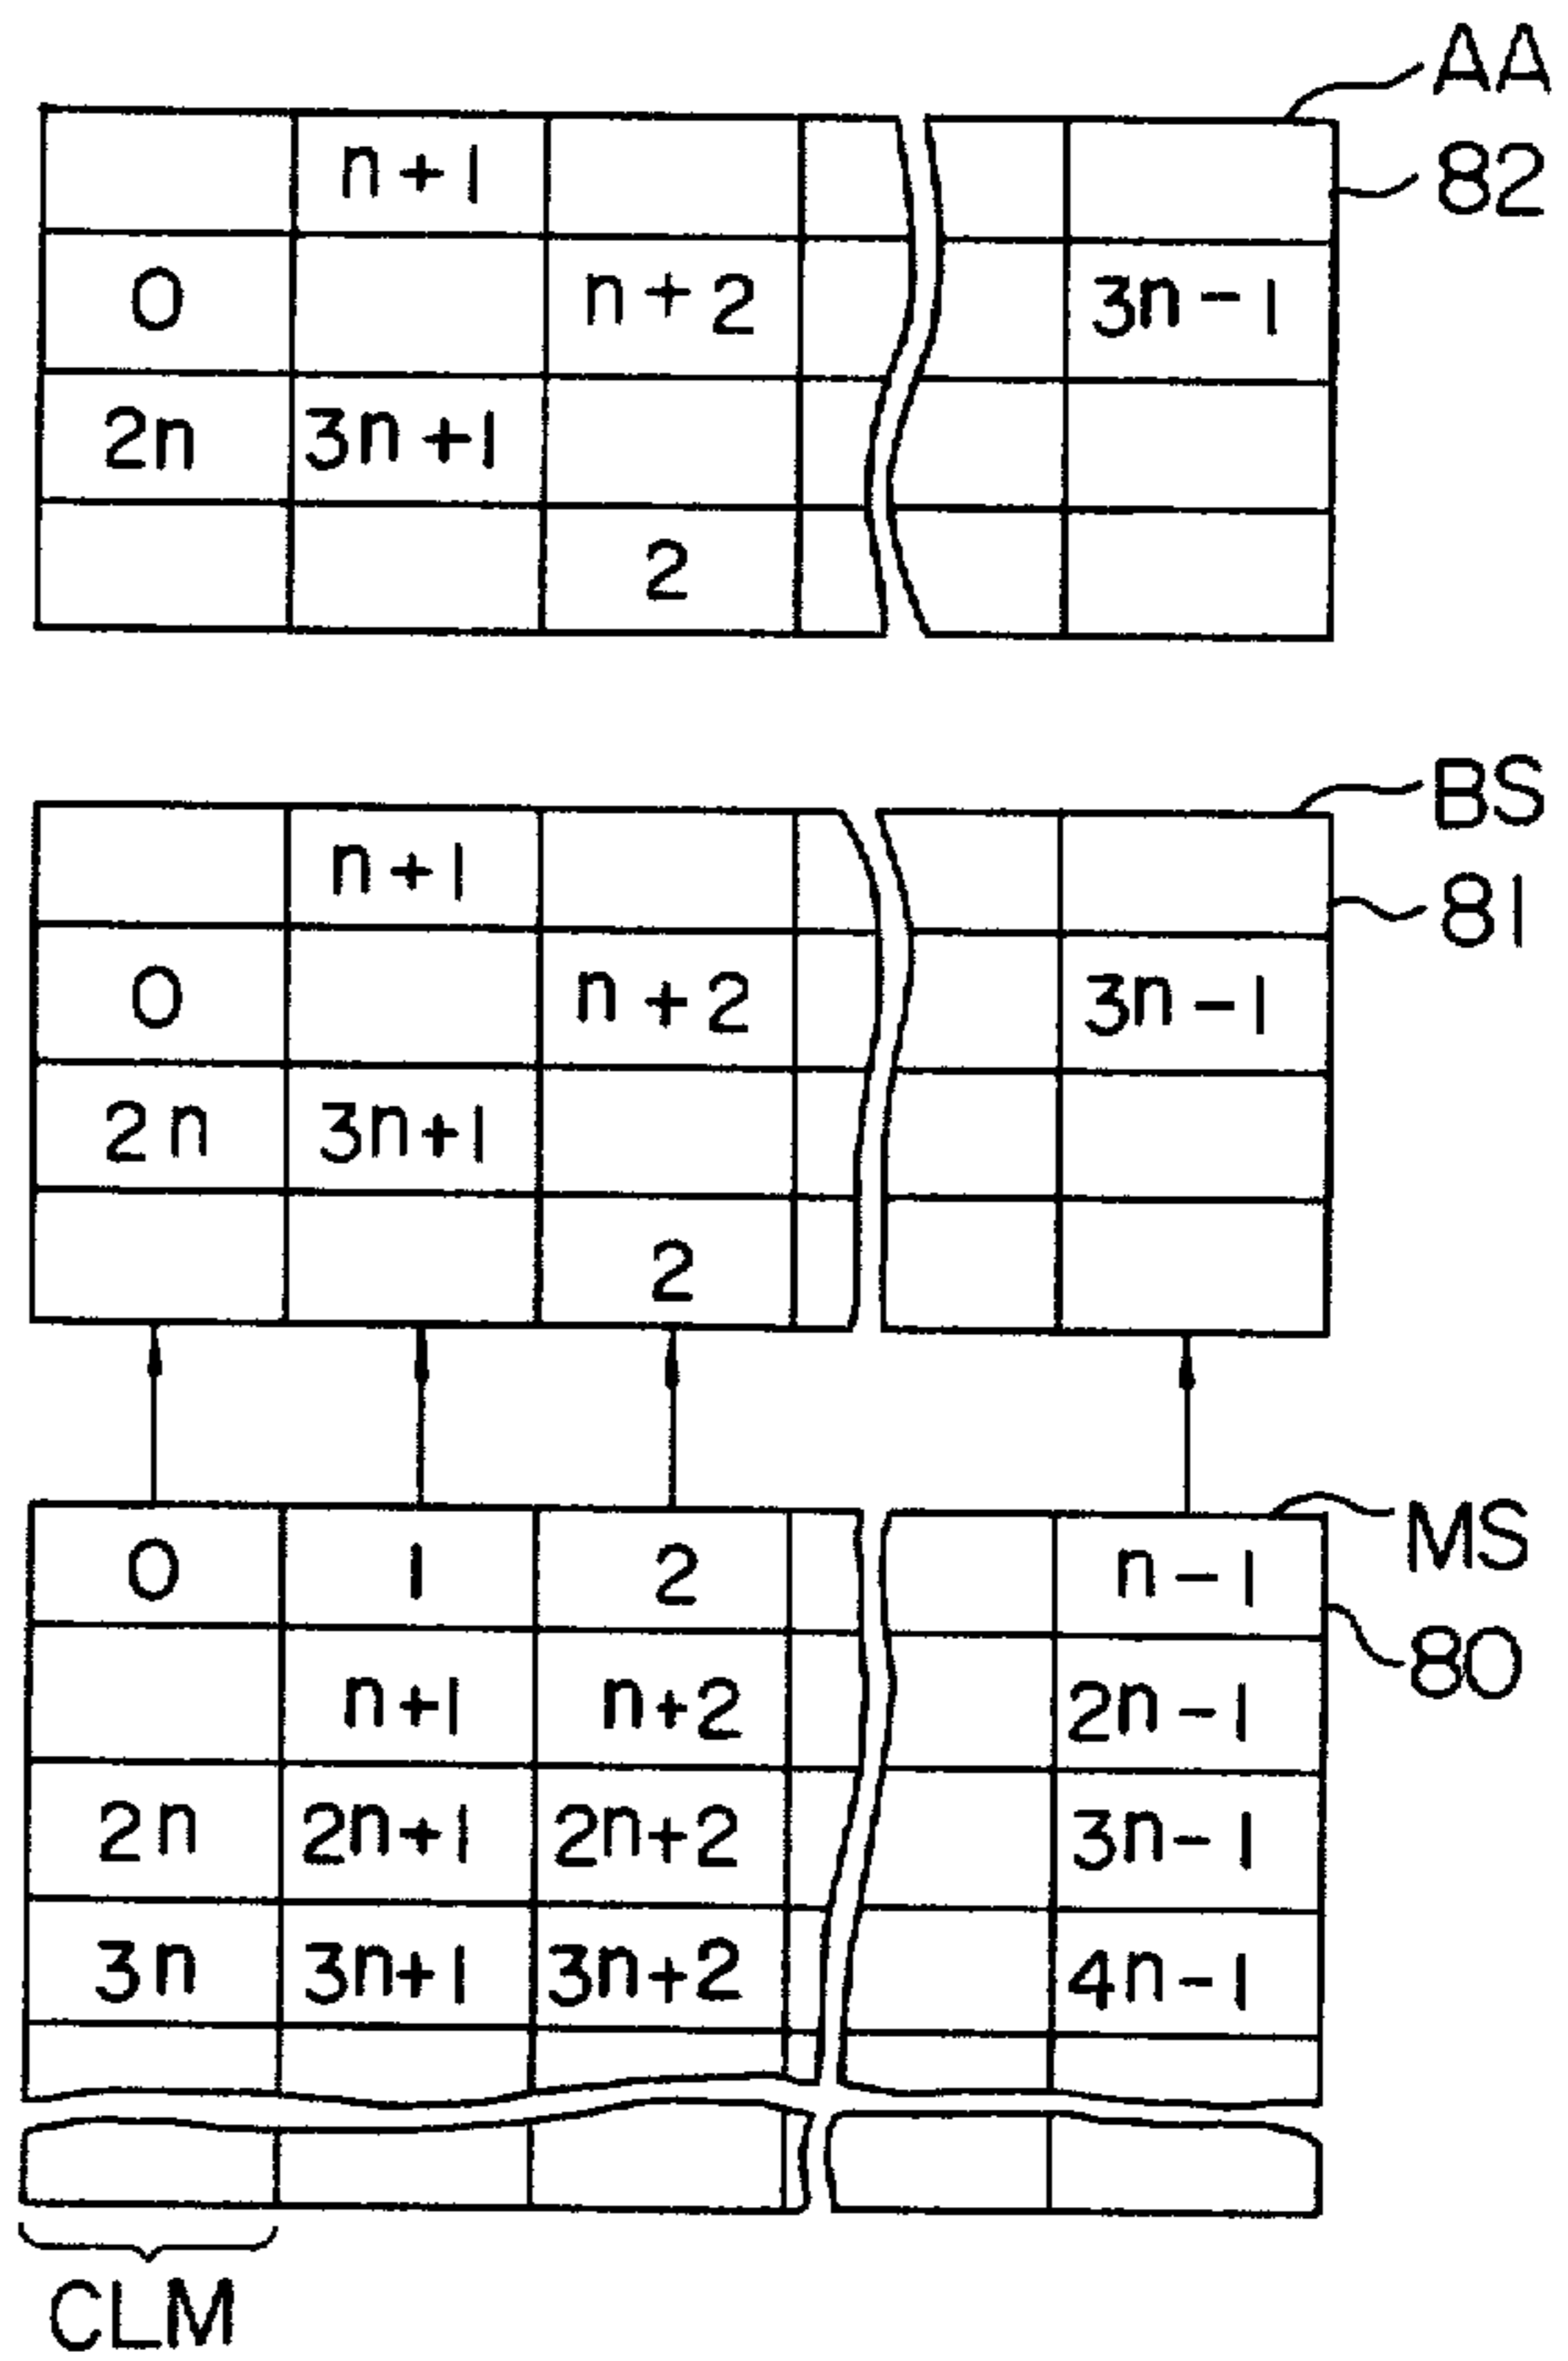 AA
n+1
82
0 n+2 3n-1
2n 3n+1
2
BS
n+1
81
0 n+2 3n-1
2n 3n+1
2
MS
0 1 2 n-1
80
n+1 n+2 2n-1
2n 2n+1 2n+2 3n-1
3n 3n+1 3n+2 4n-1
CLM